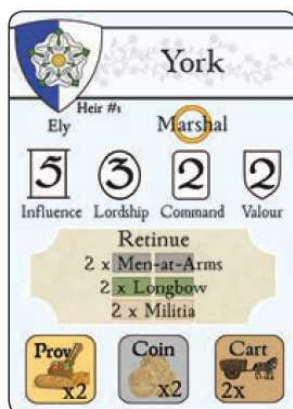 York
Heir #1
Ely
Marshal
5 3 2 2
Influence Lordship Command Valour
Retinue
2 x Men-at-Arms
2 x Longbow
2 x Militia
Prov Coin Cart
x2 x2 2x